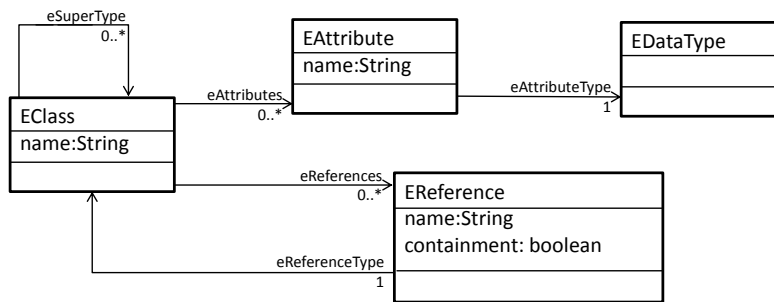 eSuperType
0..*
EAttribute
name:String
EDataType
eAttributes
0..*
eAttributeType
1
EClass
name:String
eReferences
0..*
EReference
name:String
containment: boolean
eReferenceType
1